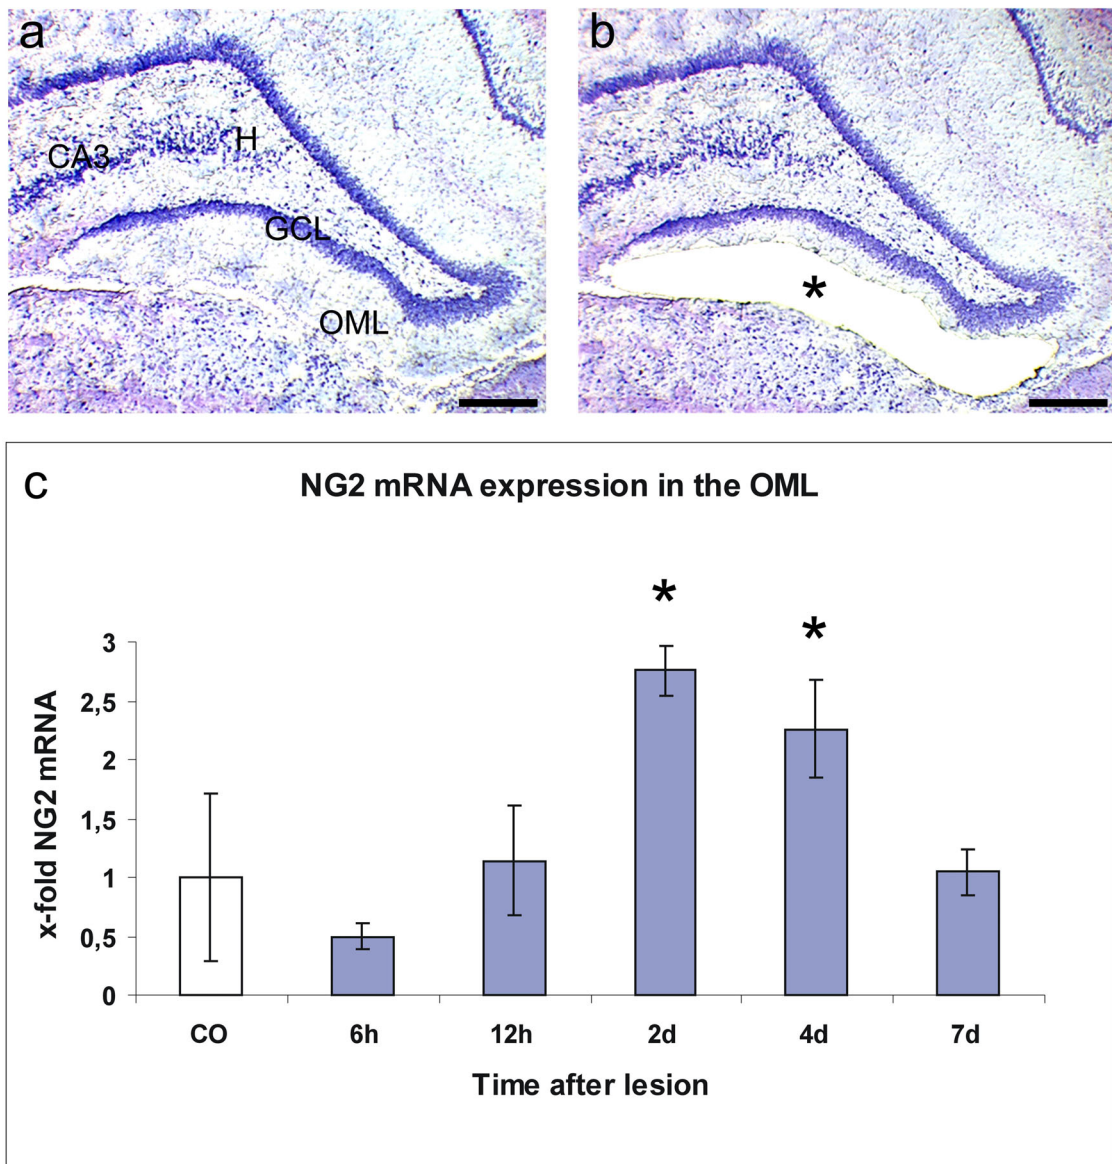 a
CA3
H
GCL
OML
b
*
c
NG2 mRNA expression in the OML
x-fold NG2 mRNA
3
2,5
2
1,5
1
0,5
0
*
*
CO 6h 12h 2d 4d 7d
Time after lesion